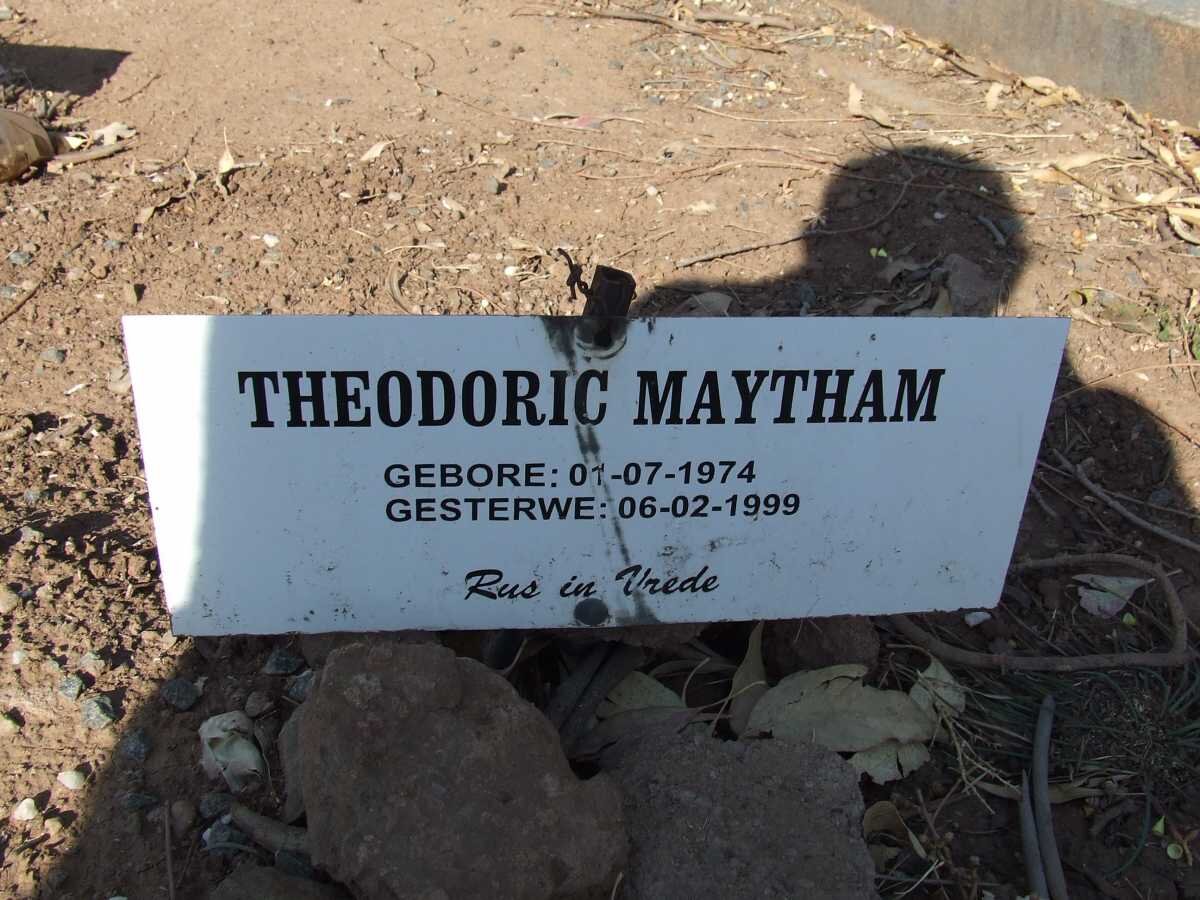 THEODORIC MAYTHAM
GEBORE: 01-07-1974
GESTERWE: 06-02-1999
Rus in Vrede